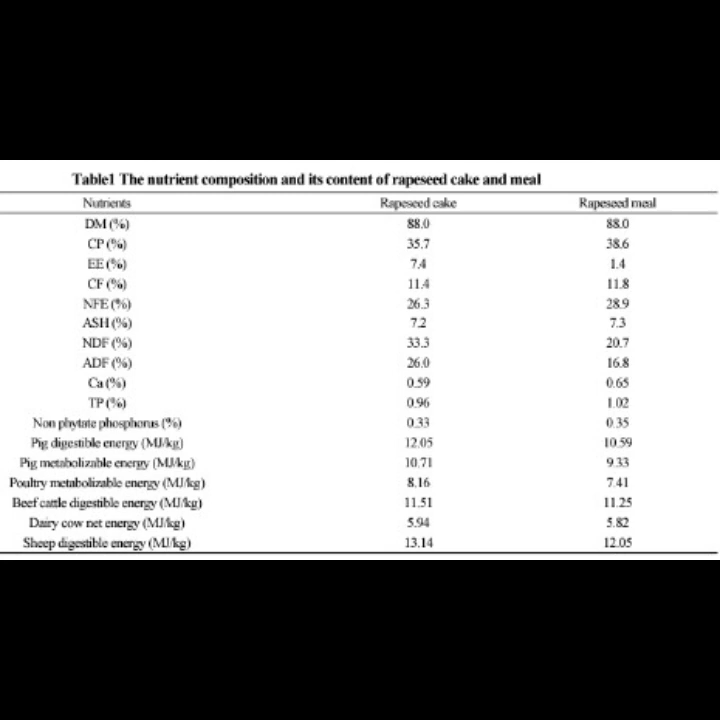 Table1 The nutrient composition and its content of rapeseed cake and meal
Nutrients Rapeseed cake Rapeseed meal
DM (%) 88.0 88.0
CP (%) 35.7 38.6
EE (%) 7.4 1.4
CF (%) 11.4 11.8
NFE (%) 26.3 28.9
ASH (%) 7.2 7.3
NDF (%) 33.3 20.7
ADF (%) 26.0 16.8
Ca (%) 0.59 0.65
TP (%) 0.96 1.02
Non phytate phosphorus (%) 0.33 0.35
Pig digestible energy (MJ/kg) 12.05 10.59
Pig metabolizable energy (MJ/kg) 10.71 9.33
Poultry metabolizable energy (MJ/kg) 8.16 7.41
Beef cattle digestible energy (MJ/kg) 11.51 11.25
Dairy cow net energy (MJ/kg) 5.94 5.82
Sheep digestible energy (MJ/kg) 13.14 12.05